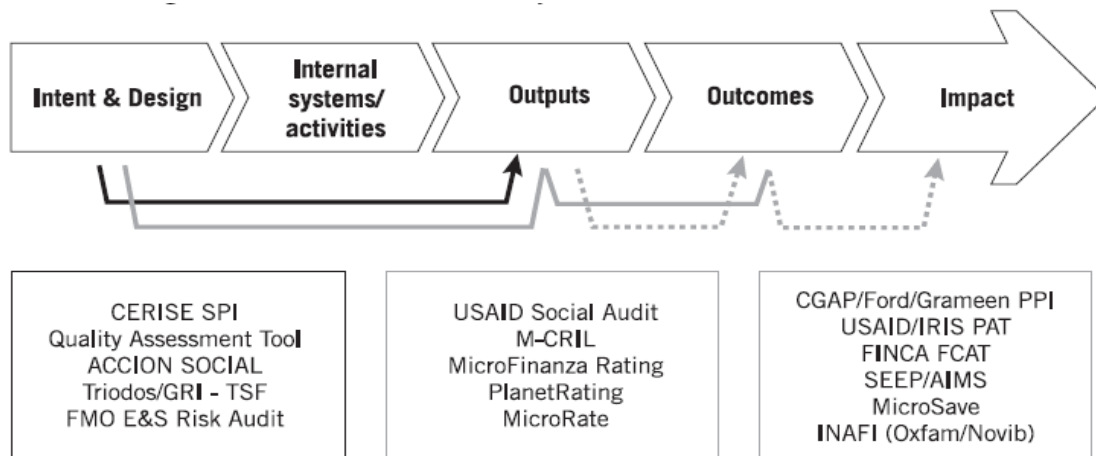 Intent & Design
Internal
systems/
activities
Outputs
Outcomes
Impact
CERISE SPI
Quality Assessment Tool
ACCION SOCIAL
Triodos/GRI - TSF
FMO E&S Risk Audit
USAID Social Audit
M-CRIL
MicroFinanza Rating
PlanetRating
MicroRate
CGAP/Ford/Grameen PPI
USAID/IRIS PAT
FINCA FCAT
SEEP/AIMS
MicroSave
INAFI (Oxfam/Novib)